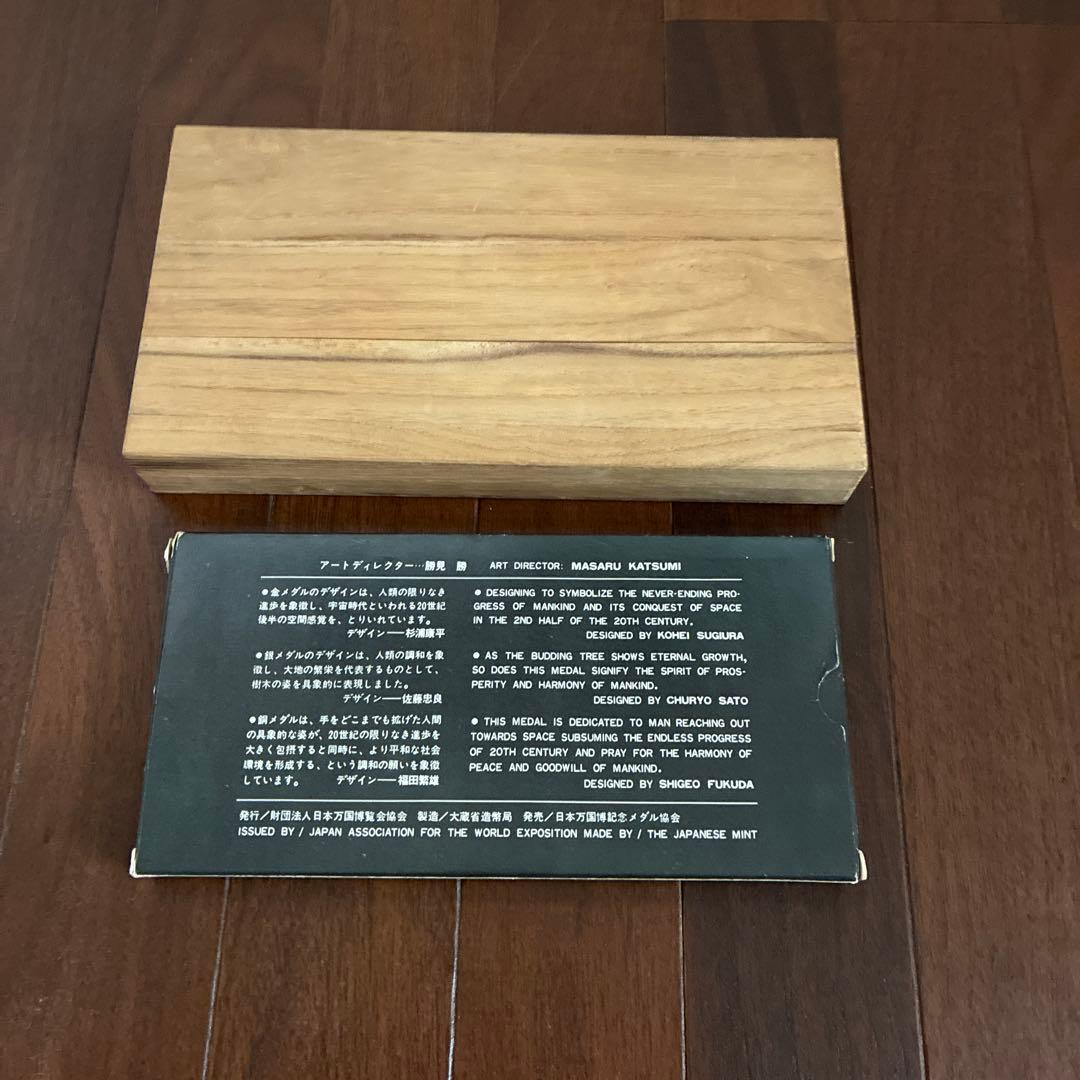 アートディレクター…勝見 勝 ART DIRECTOR: MASARU KATSUMI
●金メダルのデザインは、人類の限りなき
進歩を象徴し、宇宙時代といわれる20世紀
後半の空間感覚を、とりいれています。
デザイン――杉浦康平
●銀メダルのデザインは、人類の調和を象
徴し、大地の繁栄を代表するものとして、
樹木の姿を具象的に表現しました。
デザイン――佐藤忠良
●銅メダルは、手をどこまでも拡げた人間
の具象的な姿が、20世紀の限りなき進歩を
大きく包摂すると同時に、より平和な社会
環境を形成する、という調和の願いを象徴
しています。 デザイン――福田繁雄
● DESIGNING TO SYMBOLIZE THE NEVER-ENDING PRO-
GRESS OF MANKIND AND ITS CONQUEST OF SPACE
IN THE 2ND HALF OF THE 20TH CENTURY.
DESIGNED BY KOHEI SUGIURA
● AS THE BUDDING TREE SHOWS ETERNAL GROWTH,
SO DOES THIS MEDAL SIGNIFY THE SPIRIT OF PROS-
PERITY AND HARMONY OF MANKIND.
DESIGNED BY CHURYO SATO
● THIS MEDAL IS DEDICATED TO MAN REACHING OUT
TOWARDS SPACE SUBSUMING THE ENDLESS PROGRESS
OF 20TH CENTURY AND PRAY FOR THE HARMONY OF
PEACE AND GOODWILL OF MANKIND.
DESIGNED BY SHIGEO FUKUDA
発行/財団法人日本万国博覧会協会 製造/大蔵省造幣局 発売/日本万国博記念メダル協会
ISSUED BY/ JAPAN ASSOCIATION FOR THE WORLD EXPOSITION MADE BY/ THE JAPANESE MINT